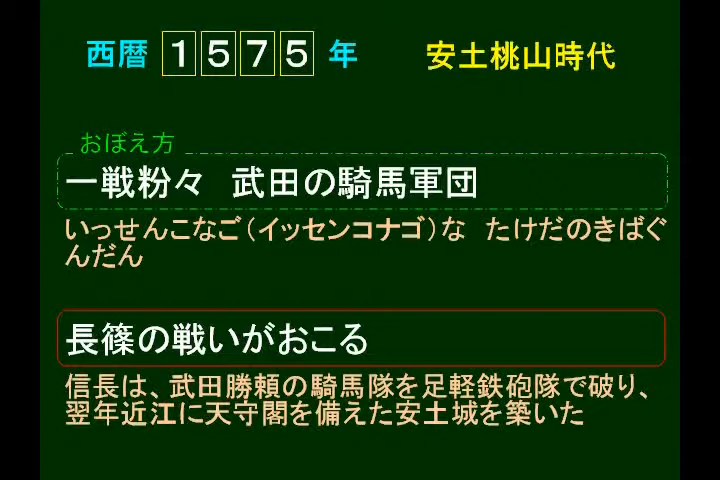 西暦 1575 年 安土桃山時代
おぼえ方
一戦粉々 武田の騎馬軍団
いっせんこなご（イッセンコナゴ）な たけだのきばぐ
んだん
長篠の戦いがおこる
信長は、武田勝頼の騎馬隊を足軽鉄砲隊で破り、
翌年近江に天守閣を備えた安土城を築いた